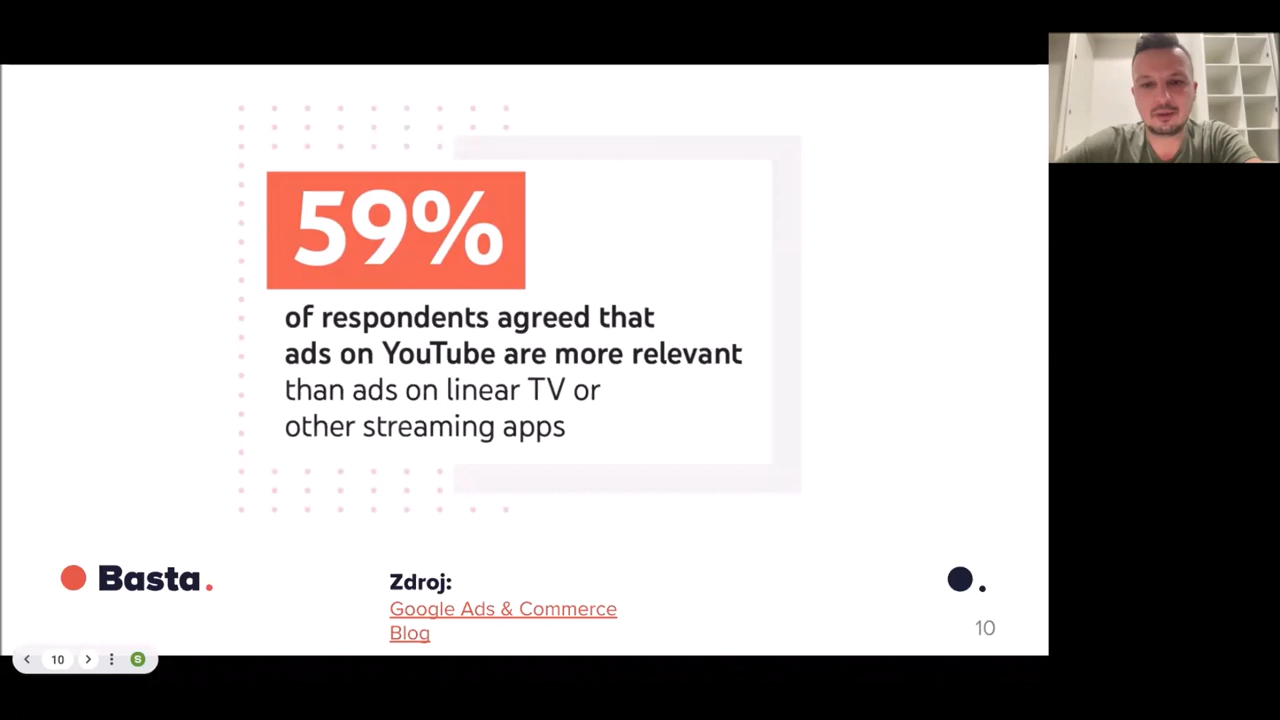 59%
of respondents agreed that
ads on YouTube are more relevant
than ads on linear TV or
other streaming apps
Basta.
Zdroj:
Google Ads & Commerce
Blog
10
10
S